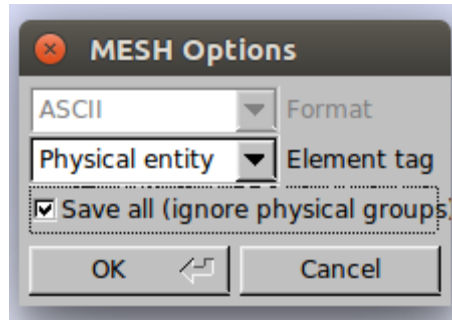 MESH Options
ASCII Format
Physical entity Element tag
Save all (ignore physical groups)
OK Cancel